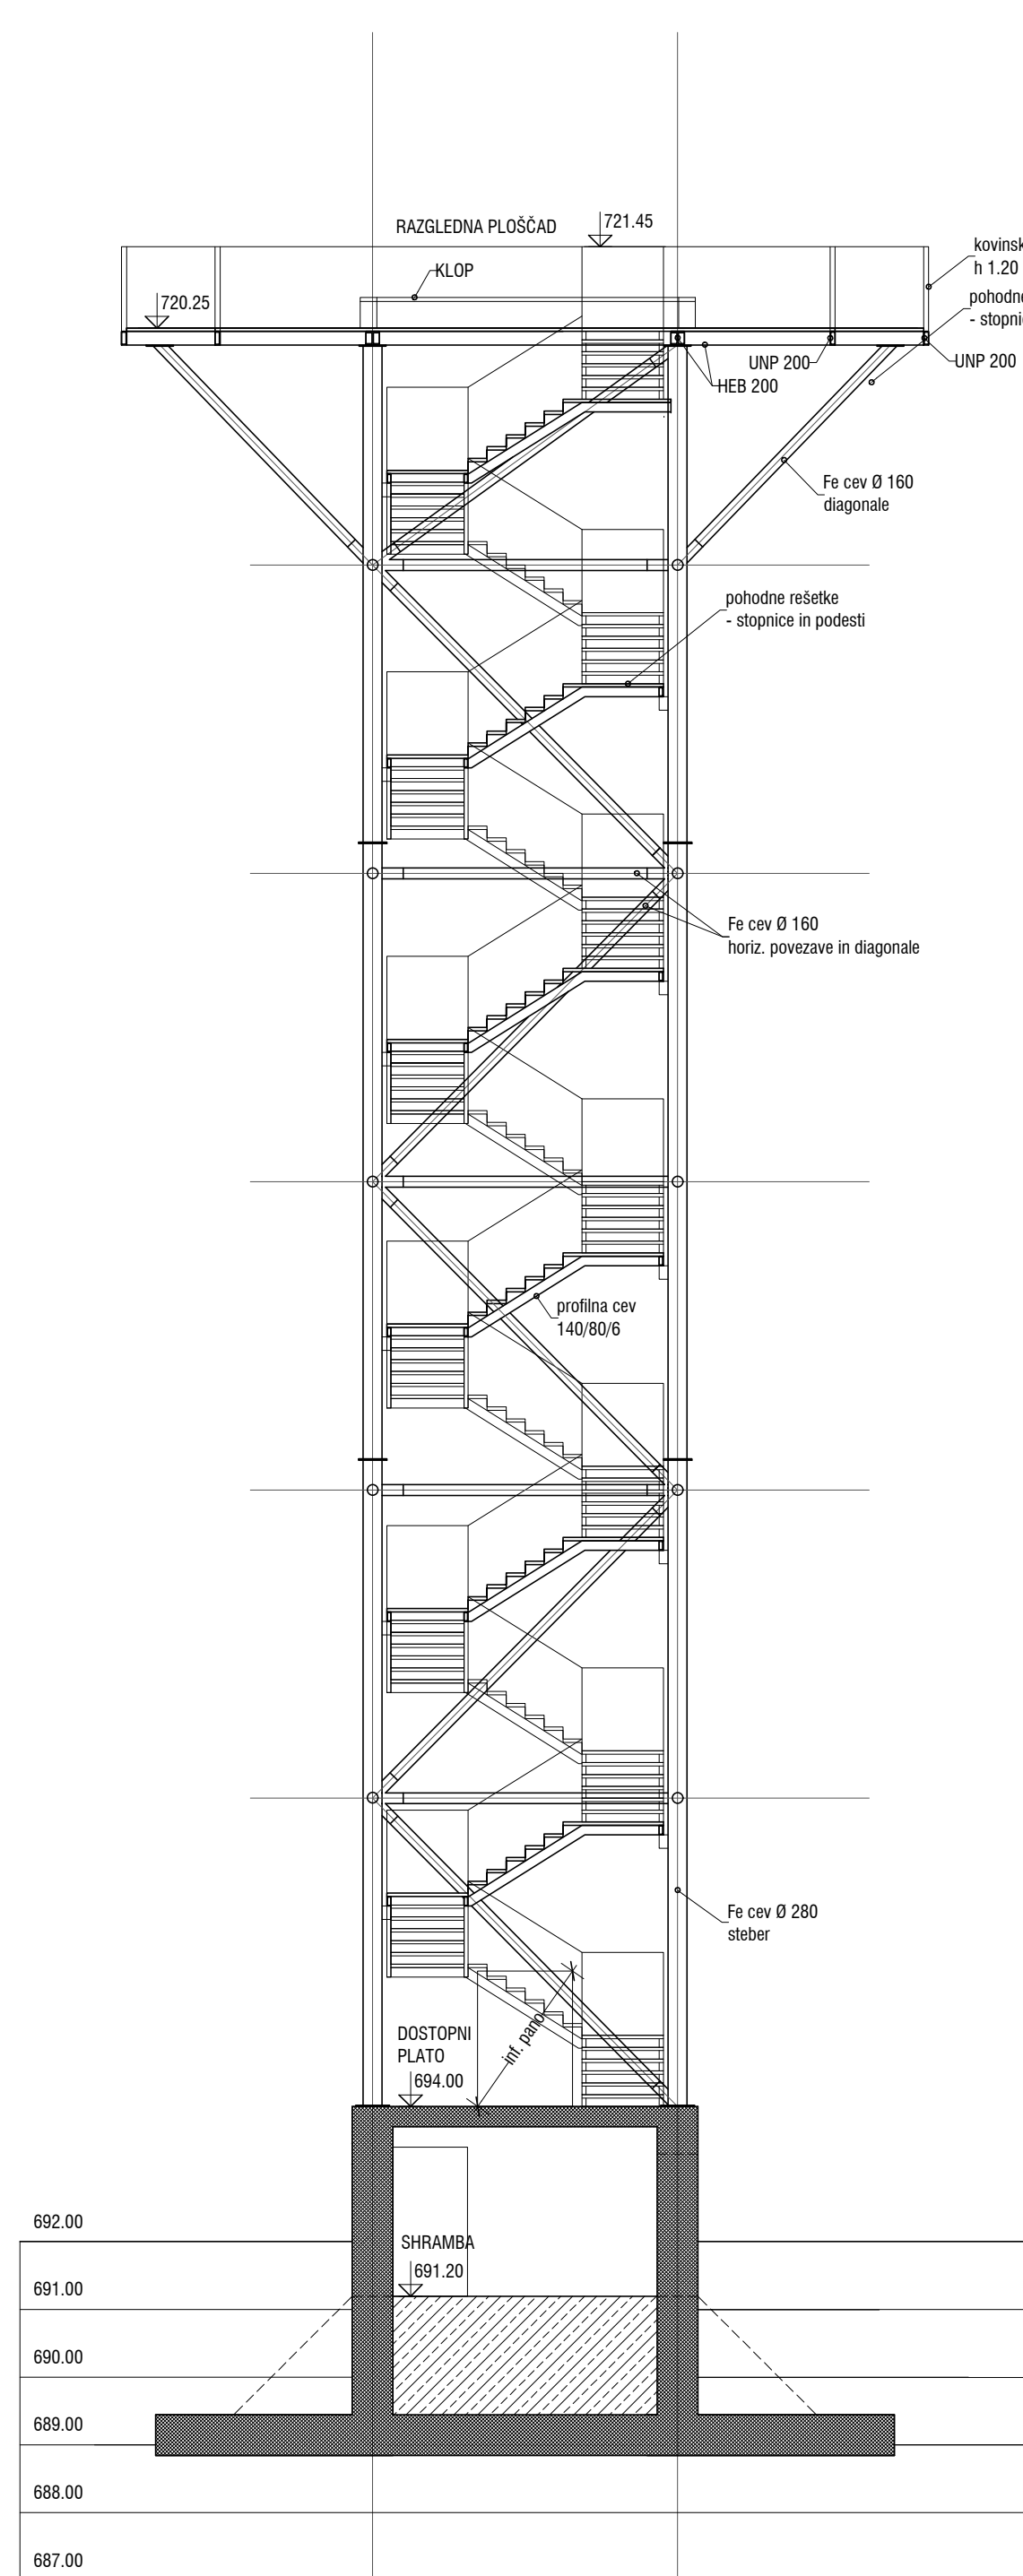 RAZGLEDNA PLOŠČAD
721.45
kovinsk
h 1.20
KLOP
pohodne
- stopnic
720.25
UNP 200
UNP 200
HEB 200
Fe cev Ø 160
diagonale
pohodne rešetke
- stopnice in podesti
Fe cev Ø 160
horiz. povezave in diagonale
profilna cev
140/80/6
Fe cev Ø 280
steber
inf. pano
DOSTOPNI
PLATO
694.00
692.00
SHRAMBA
691.20
691.00
690.00
689.00
688.00
687.00